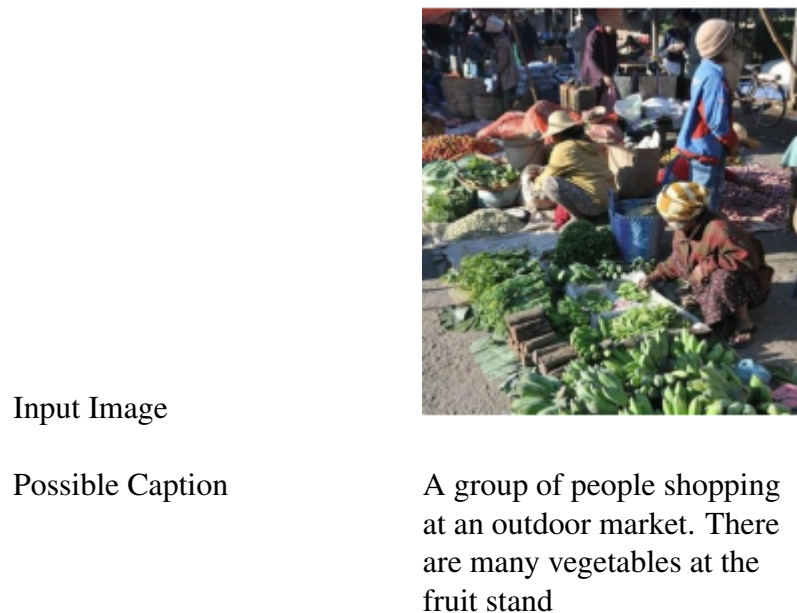 Input Image
Possible Caption
A group of people shopping
at an outdoor market. There
are many vegetables at the
fruit stand